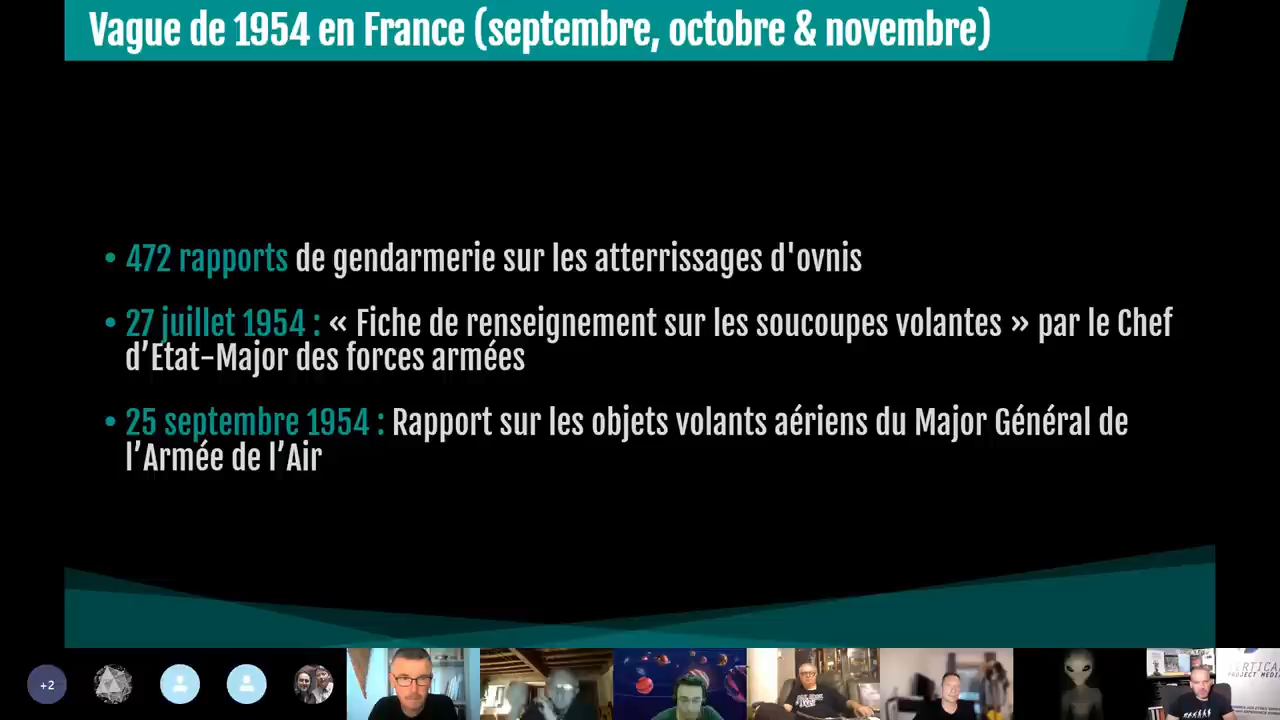 Vague de 1954 en France (septembre, octobre & novembre)
• 472 rapports de gendarmerie sur les atterrissages d'ovnis
• 27 juillet 1954 : « Fiche de renseignement sur les soucoupes volantes » par le Chef
d’Etat-Major des forces armées
• 25 septembre 1954 : Rapport sur les objets volants aériens du Major Général de
l’Armée de l’Air
+2
PROJECT MEDIA